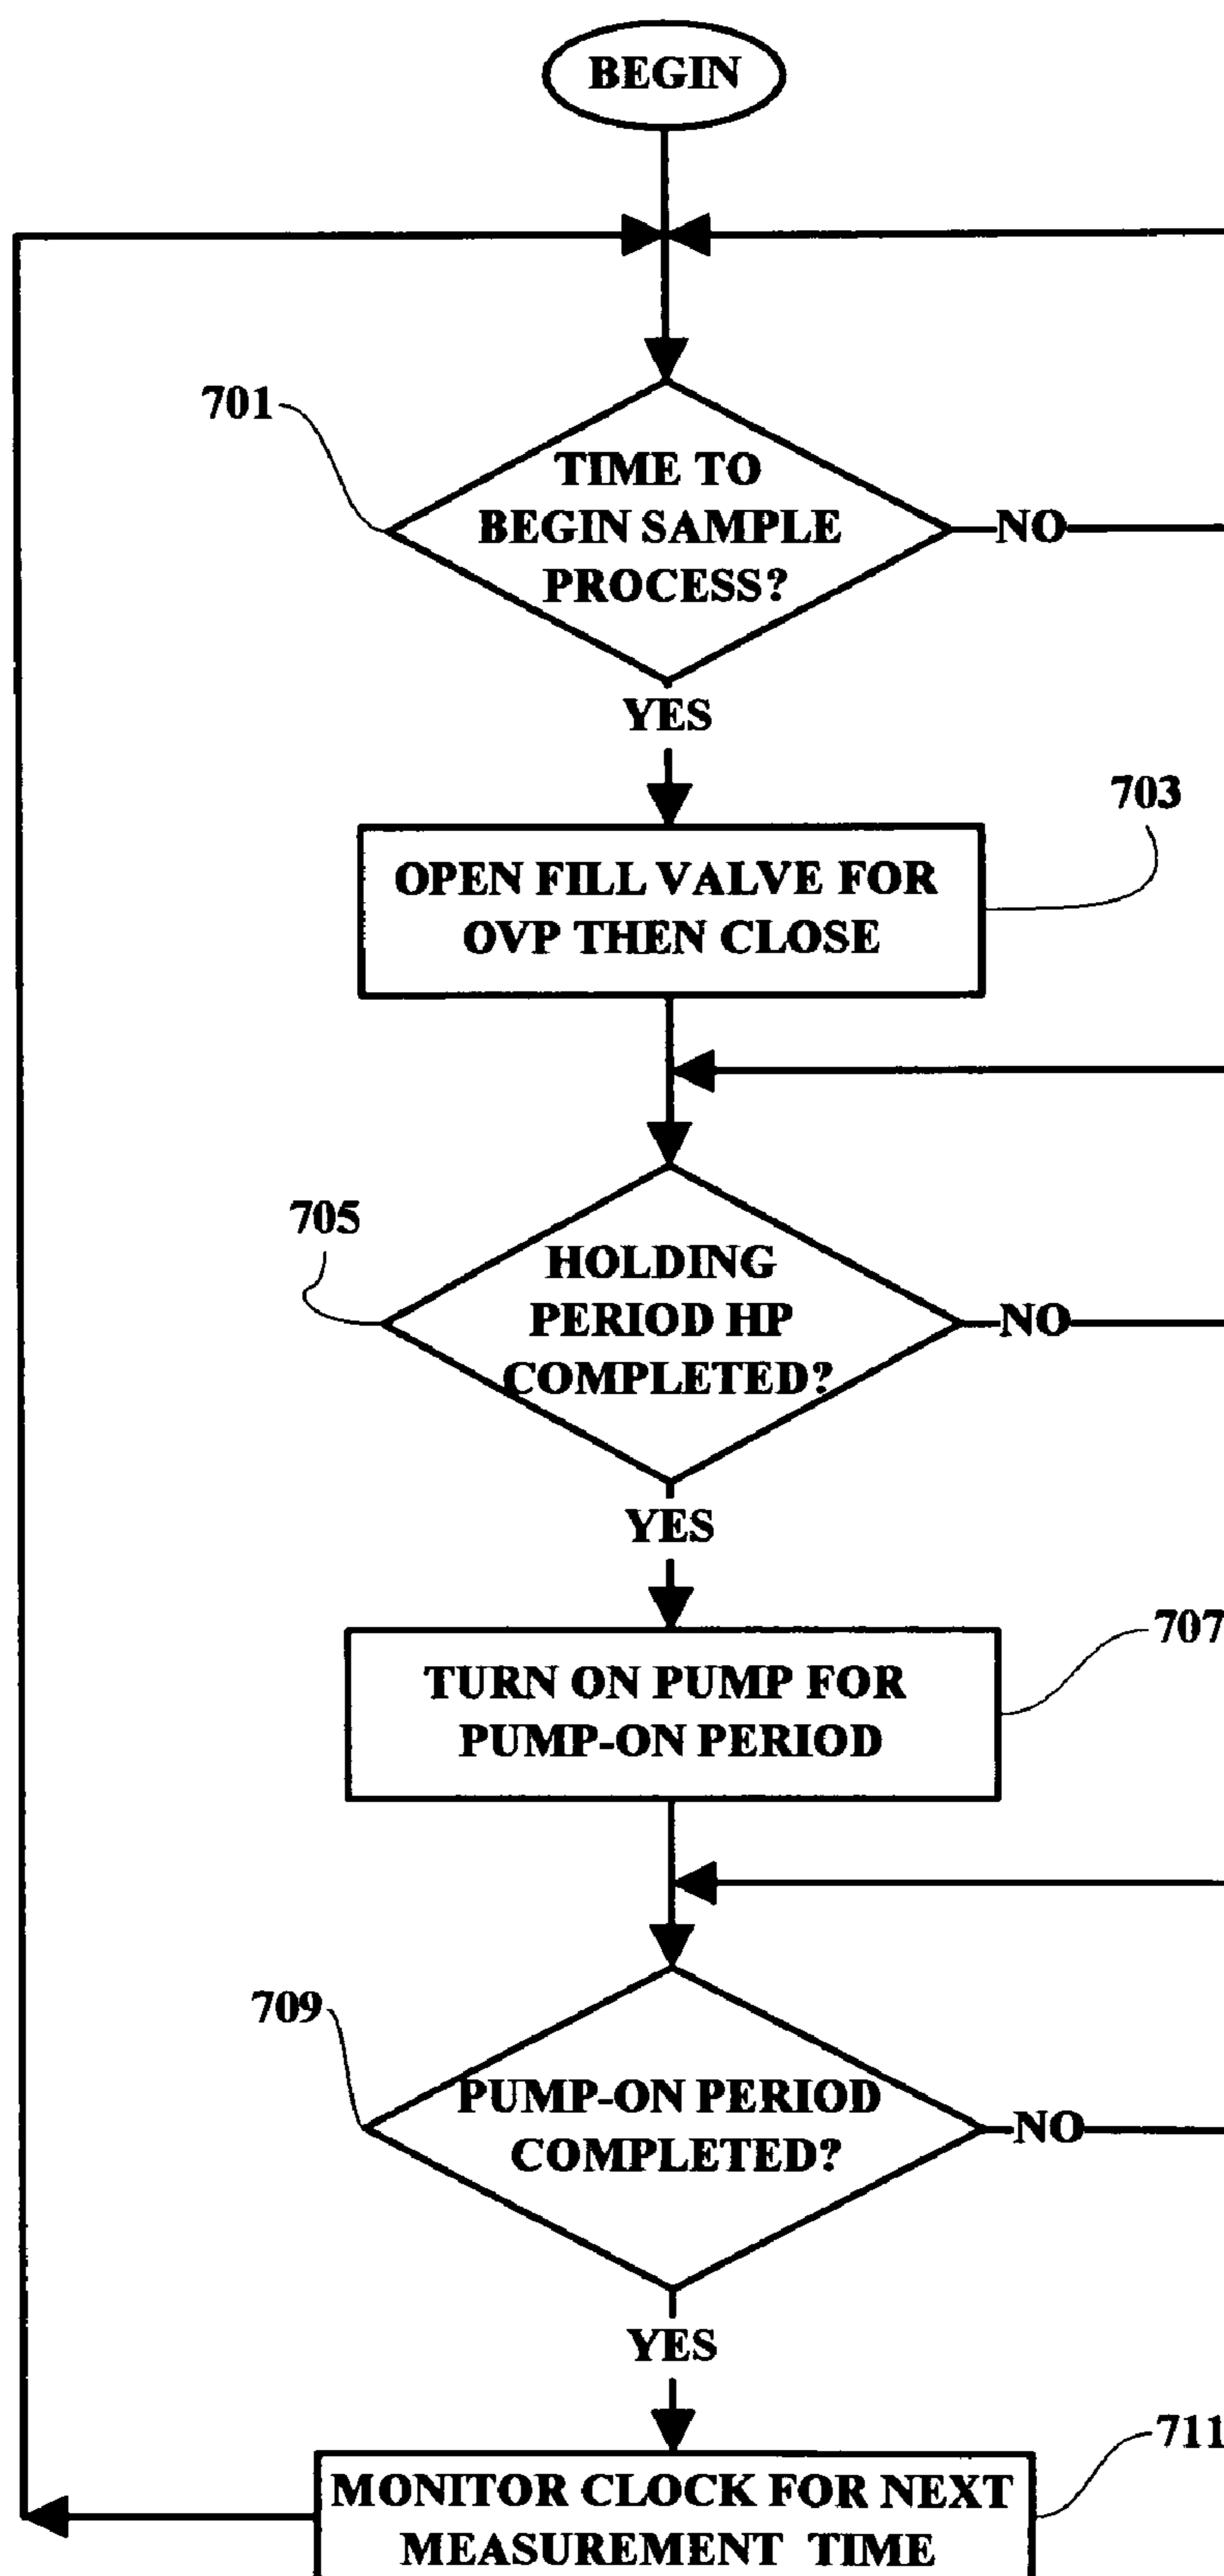 BEGIN
701
TIME TO
BEGIN SAMPLE
PROCESS?
NO
YES
703
OPEN FILL VALVE FOR
OVP THEN CLOSE
705
HOLDING
PERIOD HP
COMPLETED?
NO
YES
707
TURN ON PUMP FOR
PUMP-ON PERIOD
709
PUMP-ON PERIOD
COMPLETED?
NO
YES
711
MONITOR CLOCK FOR NEXT
MEASUREMENT TIME